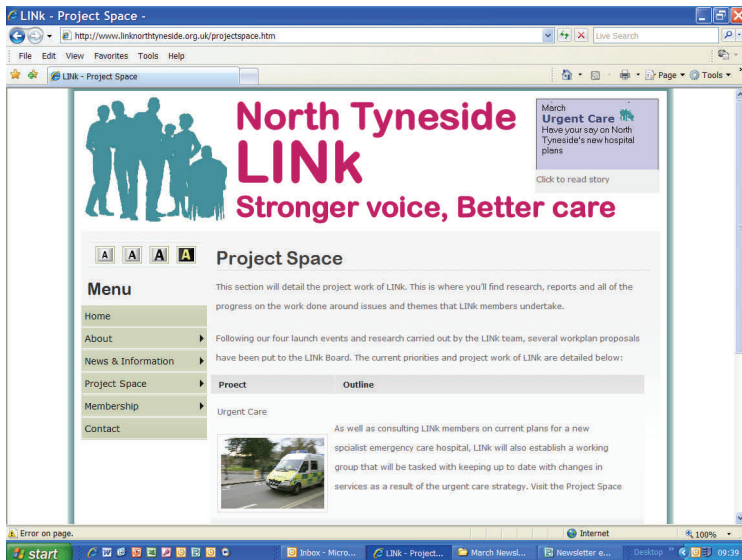 LINk - Project Space -
http://www.linknorthtyneside.org.uk/projectspace.htm
Live Search
File Edit View Favorites Tools Help
LINk - Project Space
Page Tools
North Tyneside
LINk
Stronger voice, Better care
March
Urgent Care
Have your say on North
Tyneside's new hospital
plans
Click to read story
A A A A
Menu
Home
About
News & Information
Project Space
Membership
Contact
Project Space
This section will detail the project work of LINk. This is where you'll find research, reports and all of the
progress on the work done around issues and themes that LINk members undertake.
Following our four launch events and research carried out by the LINk team, several workplan proposals
have been put to the LINk Board. The current priorities and project work of LINk are detailed below:
Proect Outline
Urgent Care
As well as consulting LINk members on current plans for a new
spcialist emergency care hospital, LINk will also establish a working
group that will be tasked with keeping up to date with changes in
services as a result of the urgent care strategy. Visit the Project Space
Error on page.
Internet
100%
start
Inbox - Micro...
LINk - Project...
March Newsl...
Newsletter e...
Desktop
09:39